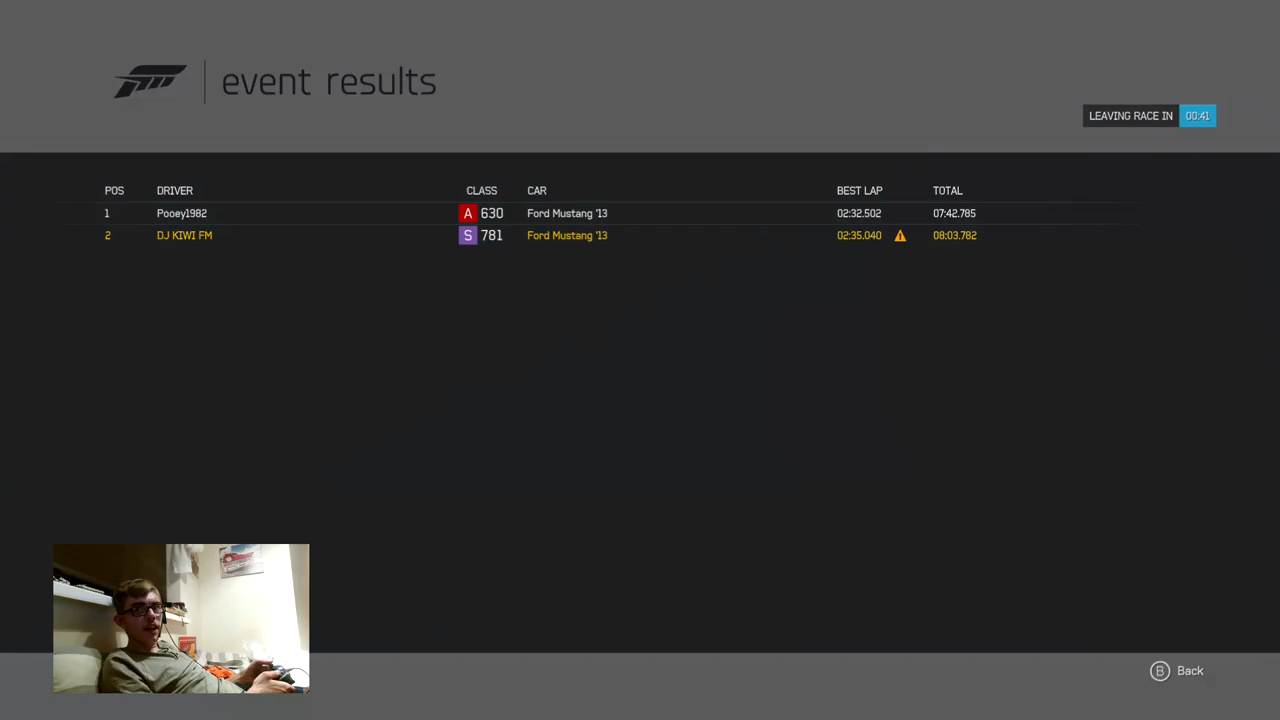 event results
LEAVING RACE IN 00:41
POS DRIVER CLASS CAR BEST LAP TOTAL
1 Pooey1982 A 630 Ford Mustang '13 02:32.502 07:42.785
2 DJ KIWI FM S 781 Ford Mustang '13 02:35.040 08:03.782
B Back